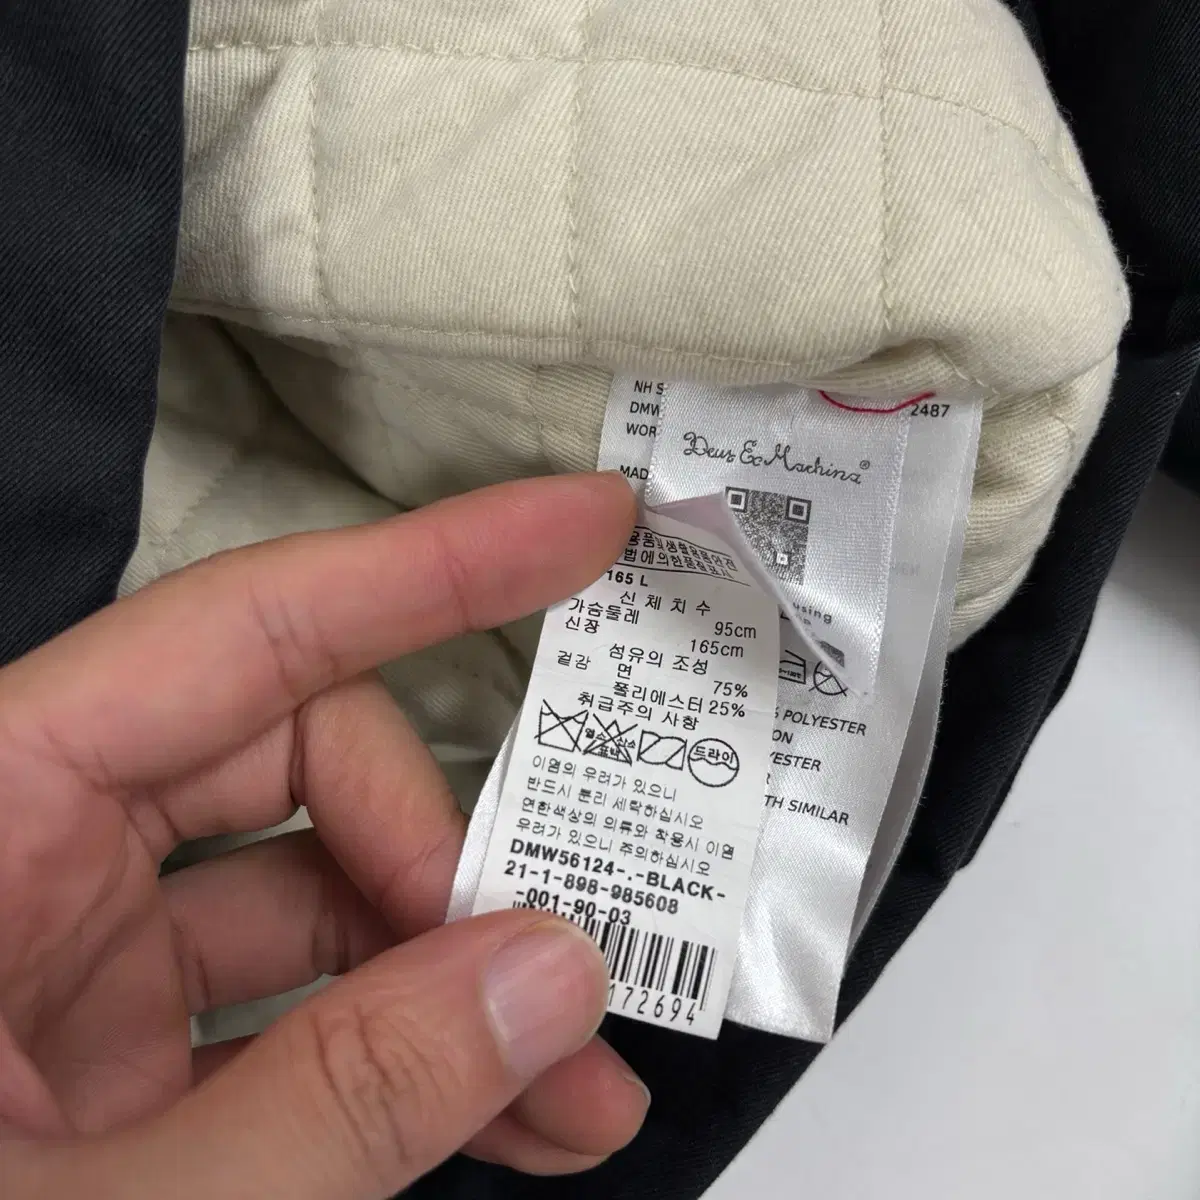 NH S
DMW
2487
WOR
MAD
Deus Ex Machina®
165 L
신체치수
가슴둘레 95cm
신장 165cm
섬유의 조성
겉감 면 75%
폴리에스터 25%
취급주의 사항
드라이
이염의 우려가 있으니
반드시 분리 세탁하십시오
연한색상의 의류와 착용시 이염
우려가 있으니 주의하십시오
DMW56124-.-BLACK-
21-1-898-985608
-001-90-03
172694
using
POLYESTER
ON
YESTER
R
TH SIMILAR